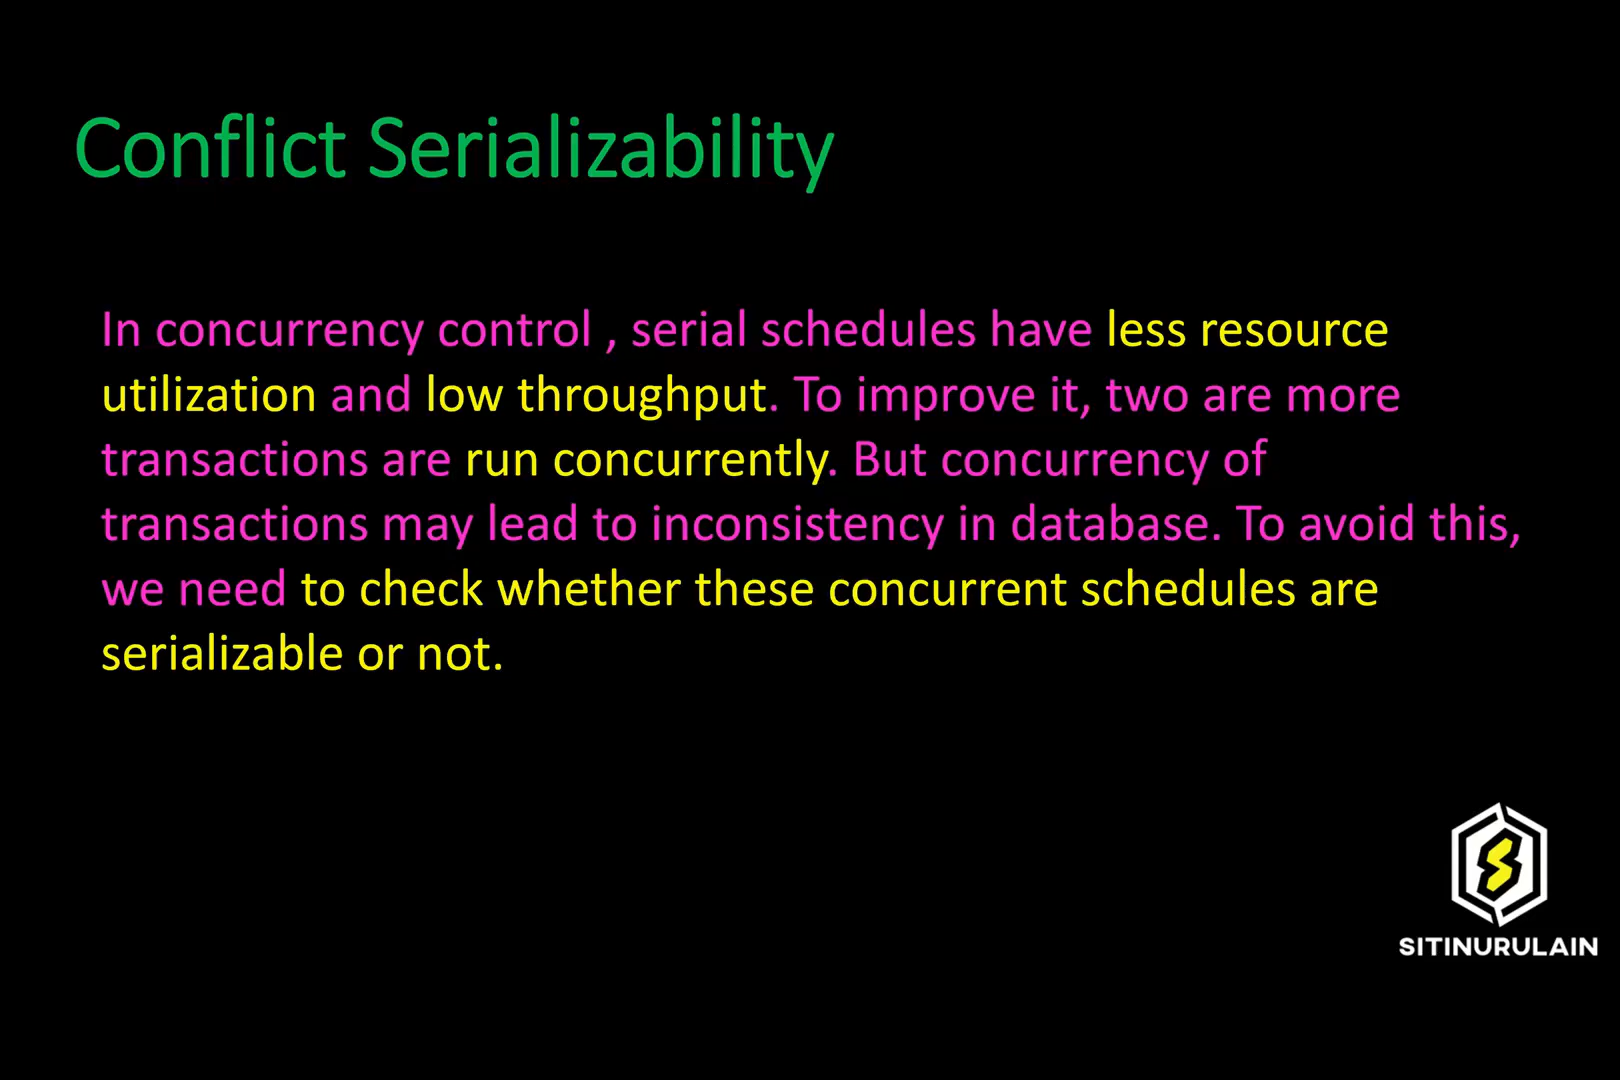 Conflict Serializability
In concurrency control , serial schedules have less resource
utilization and low throughput. To improve it, two are more
transactions are run concurrently. But concurrency of
transactions may lead to inconsistency in database. To avoid this,
we need to check whether these concurrent schedules are
serializable or not.
SITINURULAIN